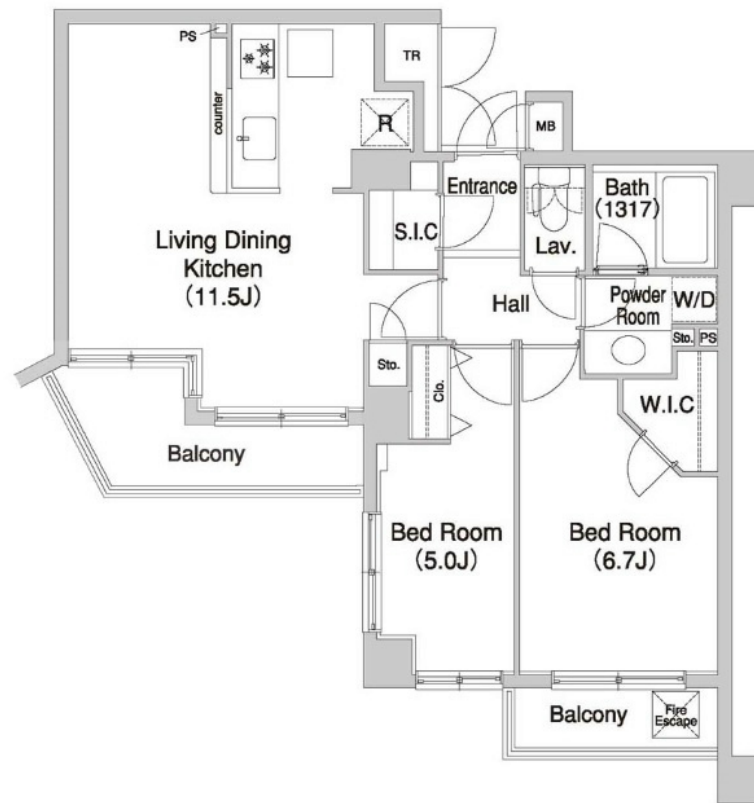 PS
TR
counter
R
MB
Entrance
Bath
(1317)
S.I.C
Lav.
Living Dining
Kitchen
(11.5J)
Hall
Powder
Room
W/D
Sto.
PS
Sto.
Clo.
W.I.C
Balcony
Bed Room
(5.0J)
Bed Room
(6.7J)
Balcony
Fire
Escape